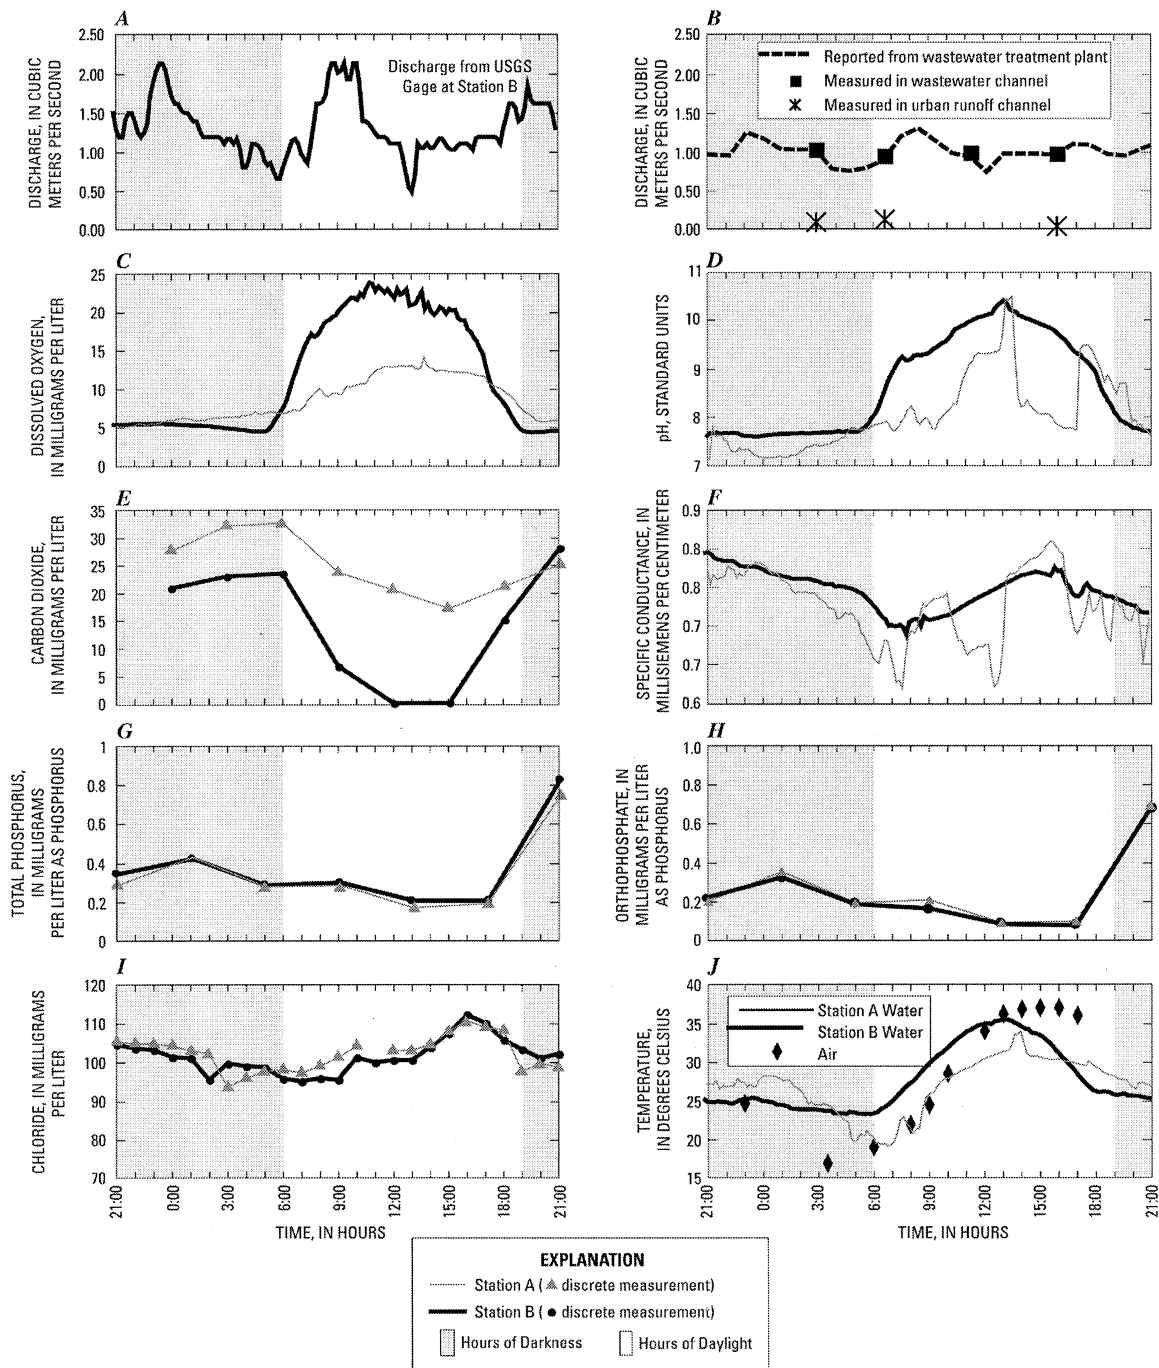 A
DISCHARGE, IN CUBIC
METERS PER SECOND
2.50
2.00
1.50
1.00
0.50
0.00
Discharge from USGS
Gage at Station B
B
DISCHARGE, IN CUBIC
METERS PER SECOND
2.50
2.00
1.50
1.00
0.50
0.00
Reported from wastewater treatment plant
Measured in wastewater channel
Measured in urban runoff channel
C
DISSOLVED OXYGEN,
IN MILLIGRAMS PER LITER
25
20
15
10
5
0
D
pH, STANDARD UNITS
11
10
9
8
7
E
CARBON DIOXIDE,
IN MILLIGRAMS PER LITER
35
30
25
20
15
10
5
0
F
SPECIFIC CONDUCTANCE, IN
MILLISIEMENS PER CENTIMETER
0.9
0.8
0.8
0.7
0.7
0.6
G
TOTAL PHOSPHORUS,
IN MILLIGRAMS
PER LITER AS PHOSPHORUS
1
0.8
0.6
0.4
0.2
0
H
ORTHOPHOSPHATE, IN
MILLIGRAMS PER LITER
AS PHOSPHORUS
1.0
0.8
0.6
0.4
0.2
0
I
CHLORIDE, IN MILLIGRAMS
PER LITER
120
110
100
90
80
70
21:00
0:00
3:00
6:00
9:00
12:00
15:00
18:00
21:00
TIME, IN HOURS
J
TEMPERATURE,
IN DEGREES CELSIUS
40
35
30
25
20
15
Station A Water
Station B Water
Air
21:00
0:00
3:00
6:00
9:00
12:00
15:00
18:00
21:00
TIME, IN HOURS
EXPLANATION
Station A ( discrete measurement)
Station B ( discrete measurement)
Hours of Darkness
Hours of Daylight